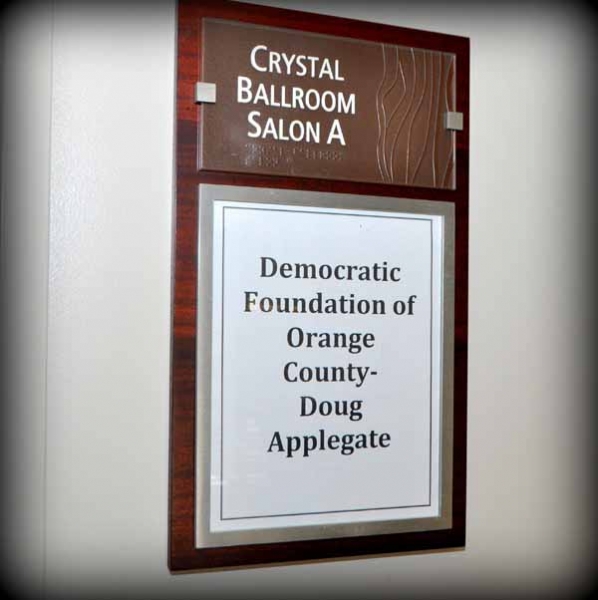 CRYSTAL
BALLROOM
SALON A
Democratic
Foundation of
Orange
County-
Doug
Applegate